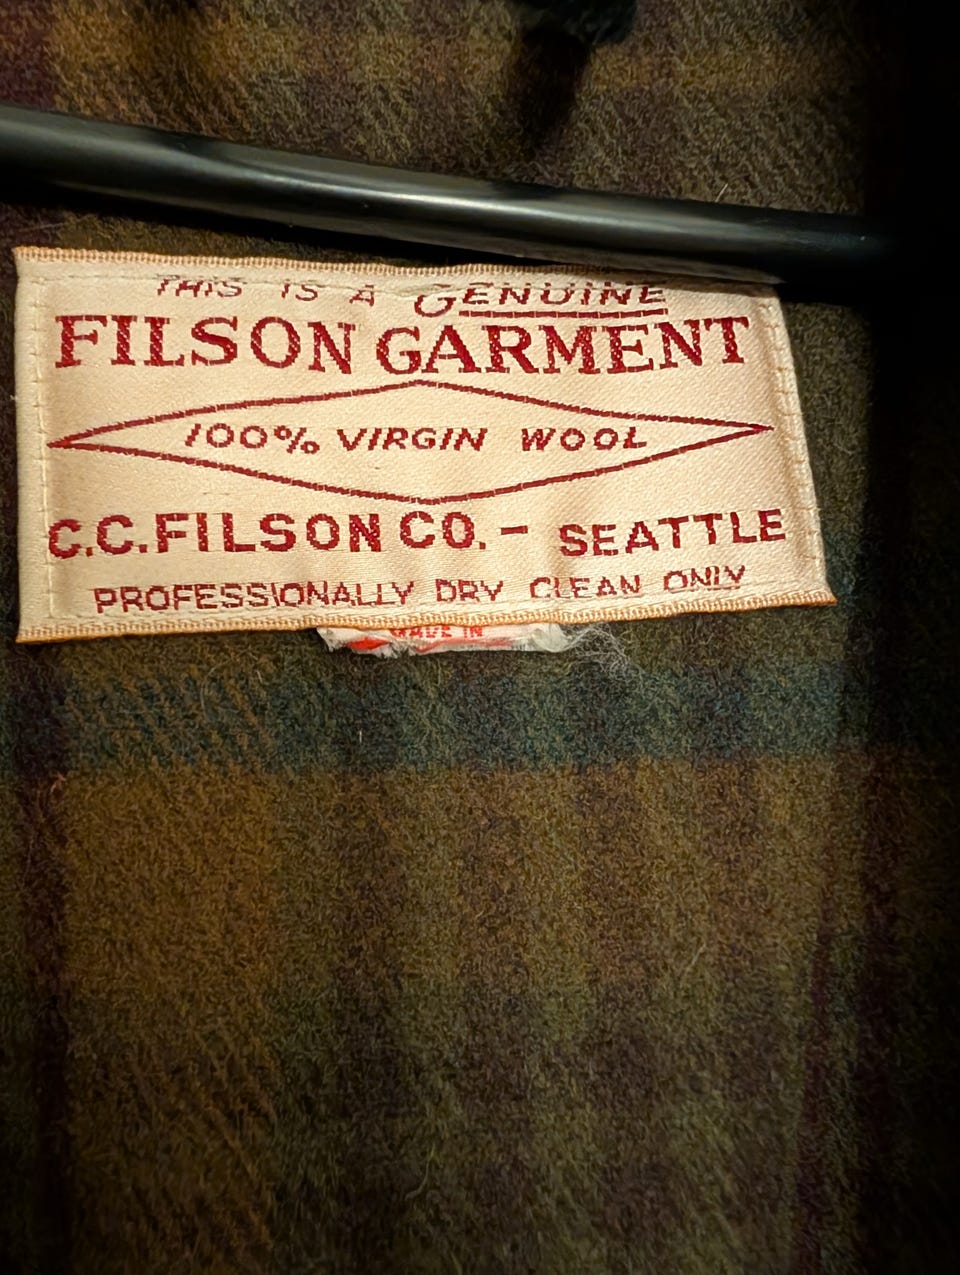 THIS IS A GENUINE
FILSON GARMENT
100% VIRGIN WOOL
C.C.FILSON CO. - SEATTLE
PROFESSIONALLY DRY CLEAN ONLY
MADE IN